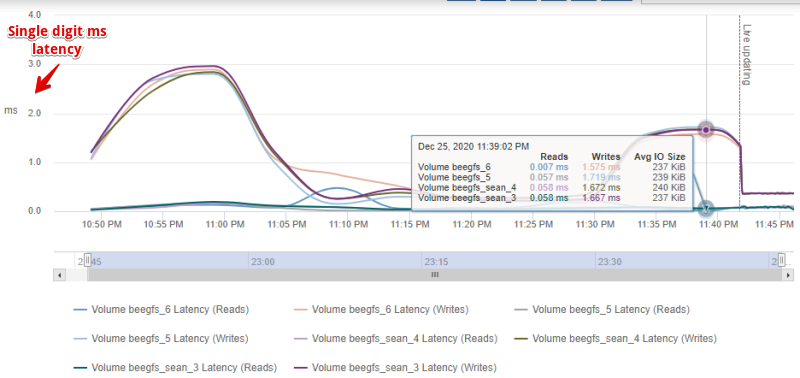 4.0
Single digit ms
latency
3.0
ms
2.0
1.0
0.0
Live updating
Dec 25, 2020 11:39:02 PM
Reads Writes Avg IO Size
Volume beegfs_6 0.007 ms 1.575 ms 237 KiB
Volume beegfs_5 0.057 ms 1.719 ms 239 KiB
Volume beegfs_sean_4 0.058 ms 1.672 ms 240 KiB
Volume beegfs_sean_3 0.058 ms 1.667 ms 237 KiB
10:50 PM 10:55 PM 11:00 PM 11:05 PM 11:10 PM 11:15 PM 11:20 PM 11:25 PM 11:30 PM 11:35 PM 11:40 PM 11:45 PM
23:00 23:15 23:30
Volume beegfs_6 Latency (Reads) Volume beegfs_6 Latency (Writes) Volume beegfs_5 Latency (Reads)
Volume beegfs_5 Latency (Writes) Volume beegfs_sean_4 Latency (Reads) Volume beegfs_sean_4 Latency (Writes)
Volume beegfs_sean_3 Latency (Reads) Volume beegfs_sean_3 Latency (Writes)